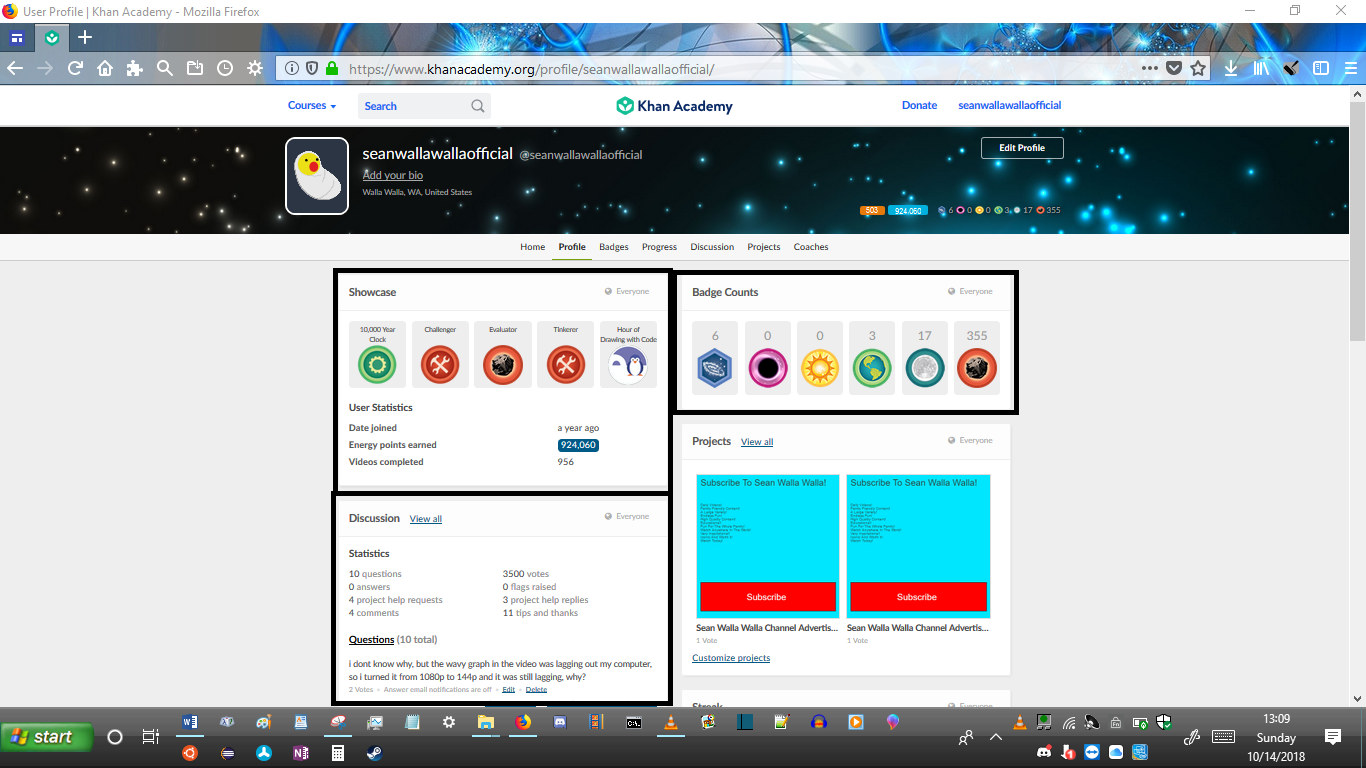 User Profile | Khan Academy - Mozilla Firefox
https://www.khanacademy.org/profile/seanwallawallaofficial/
Courses
Search
Khan Academy
Donate
seanwallawallaofficial
seanwallawallaofficial @seanwallawallaofficial
Edit Profile
Add your bio
Walla Walla, WA, United States
503 924,060 6 0 0 3 17 355
Home Profile Badges Progress Discussion Projects Coaches
Showcase Everyone
10,000 Year Clock
Challenger
Evaluator
Tinkerer
Hour of Drawing with Code
User Statistics
Date joined a year ago
Energy points earned 924,060
Videos completed 956
Badge Counts Everyone
6 0 0 3 17 355
Discussion View all Everyone
Statistics
10 questions 3500 votes
0 answers 0 flags raised
4 project help requests 3 project help replies
4 comments 11 tips and thanks
Questions (10 total)
i dont know why, but the wavy graph in the video was lagging out my computer,
so i turned it from 1080p to 144p and it was still lagging, why?
2 Votes • Answer email notifications are off • Edit • Delete
Projects View all Everyone
Subscribe To Sean Walla Walla! Subscribe To Sean Walla Walla!
Subscribe Subscribe
Sean Walla Walla Channel Advertis... Sean Walla Walla Channel Advertis...
1 Vote 1 Vote
Customize projects
Streak Everyone
start
13:09
Sunday
10/14/2018